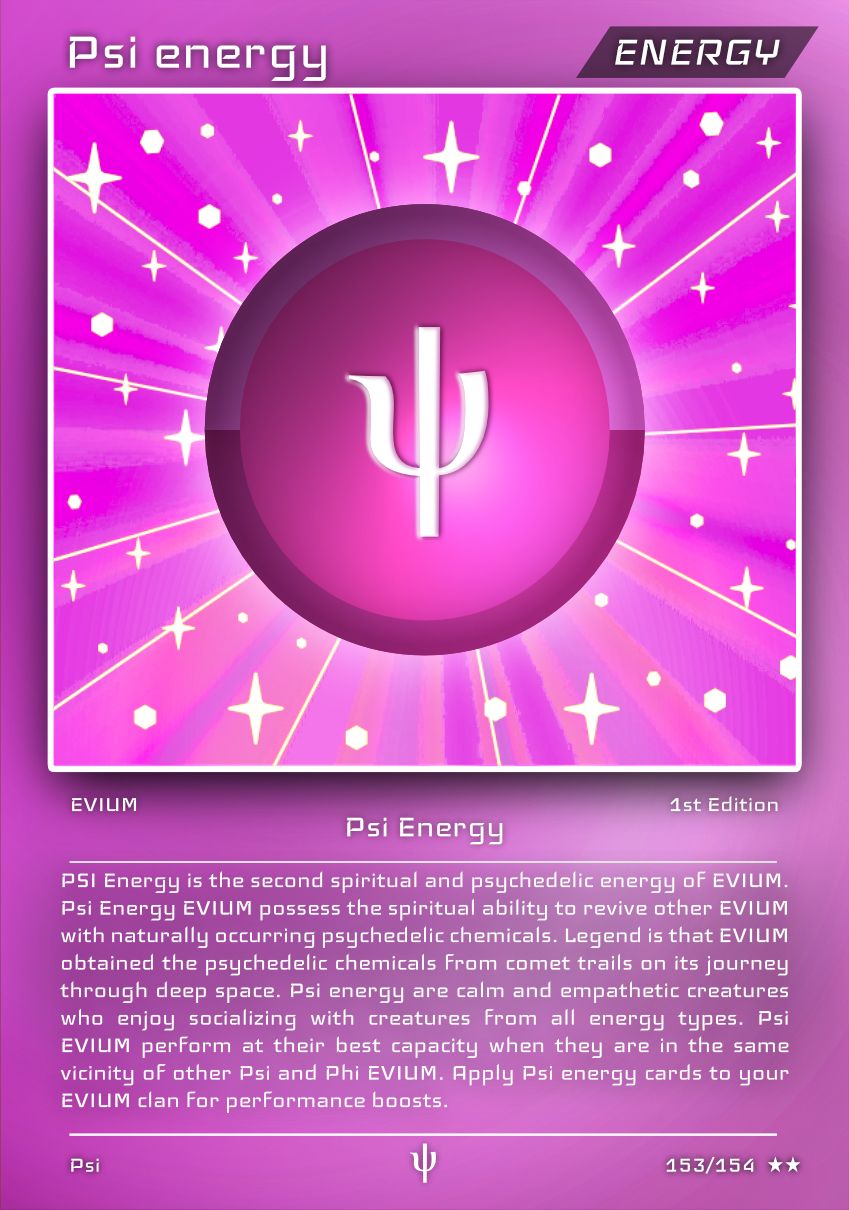 Psi energy
ENERGY
ψ
EVIUM
1st Edition
Psi Energy
PSI Energy is the second spiritual and psychedelic energy of EVIUM.
Psi Energy EVIUM possess the spiritual ability to revive other EVIUM
with naturally occurring psychedelic chemicals. Legend is that EVIUM
obtained the psychedelic chemicals from comet trails on its journey
through deep space. Psi energy are calm and empathetic creatures
who enjoy socializing with creatures from all energy types. Psi
EVIUM perform at their best capacity when they are in the same
vicinity of other Psi and Phi EVIUM. Apply Psi energy cards to your
EVIUM clan for performance boosts.
Psi
ψ
153/154 ★★